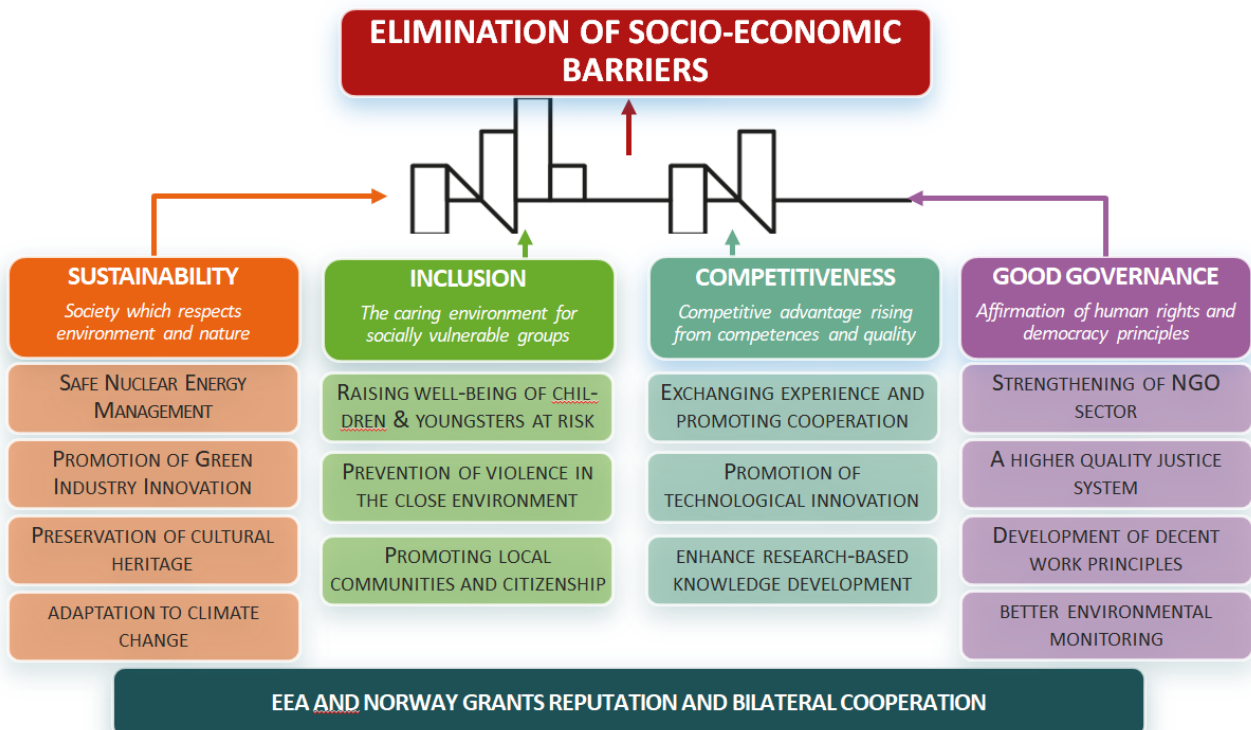 ELIMINATION OF SOCIO-ECONOMIC
BARRIERS
SUSTAINABILITY
Society which respects
environment and nature
SAFE NUCLEAR ENERGY
MANAGEMENT
PROMOTION OF GREEN
INDUSTRY INNOVATION
PRESERVATION OF CULTURAL
HERITAGE
ADAPTATION TO CLIMATE
CHANGE
INCLUSION
The caring environment for
socially vulnerable groups
RAISING WELL-BEING OF CHIL-
DREN & YOUNGSTERS AT RISK
PREVENTION OF VIOLENCE IN
THE CLOSE ENVIRONMENT
PROMOTING LOCAL
COMMUNITIES AND CITIZENSHIP
COMPETITIVENESS
Competitive advantage rising
from competences and quality
EXCHANGING EXPERIENCE AND
PROMOTING COOPERATION
PROMOTION OF
TECHNOLOGICAL INNOVATION
ENHANCE RESEARCH-BASED
KNOWLEDGE DEVELOPMENT
GOOD GOVERNANCE
Affirmation of human rights and
democracy principles
STRENGTHENING OF NGO
SECTOR
A HIGHER QUALITY JUSTICE
SYSTEM
DEVELOPMENT OF DECENT
WORK PRINCIPLES
BETTER ENVIRONMENTAL
MONITORING
EEA AND NORWAY GRANTS REPUTATION AND BILATERAL COOPERATION